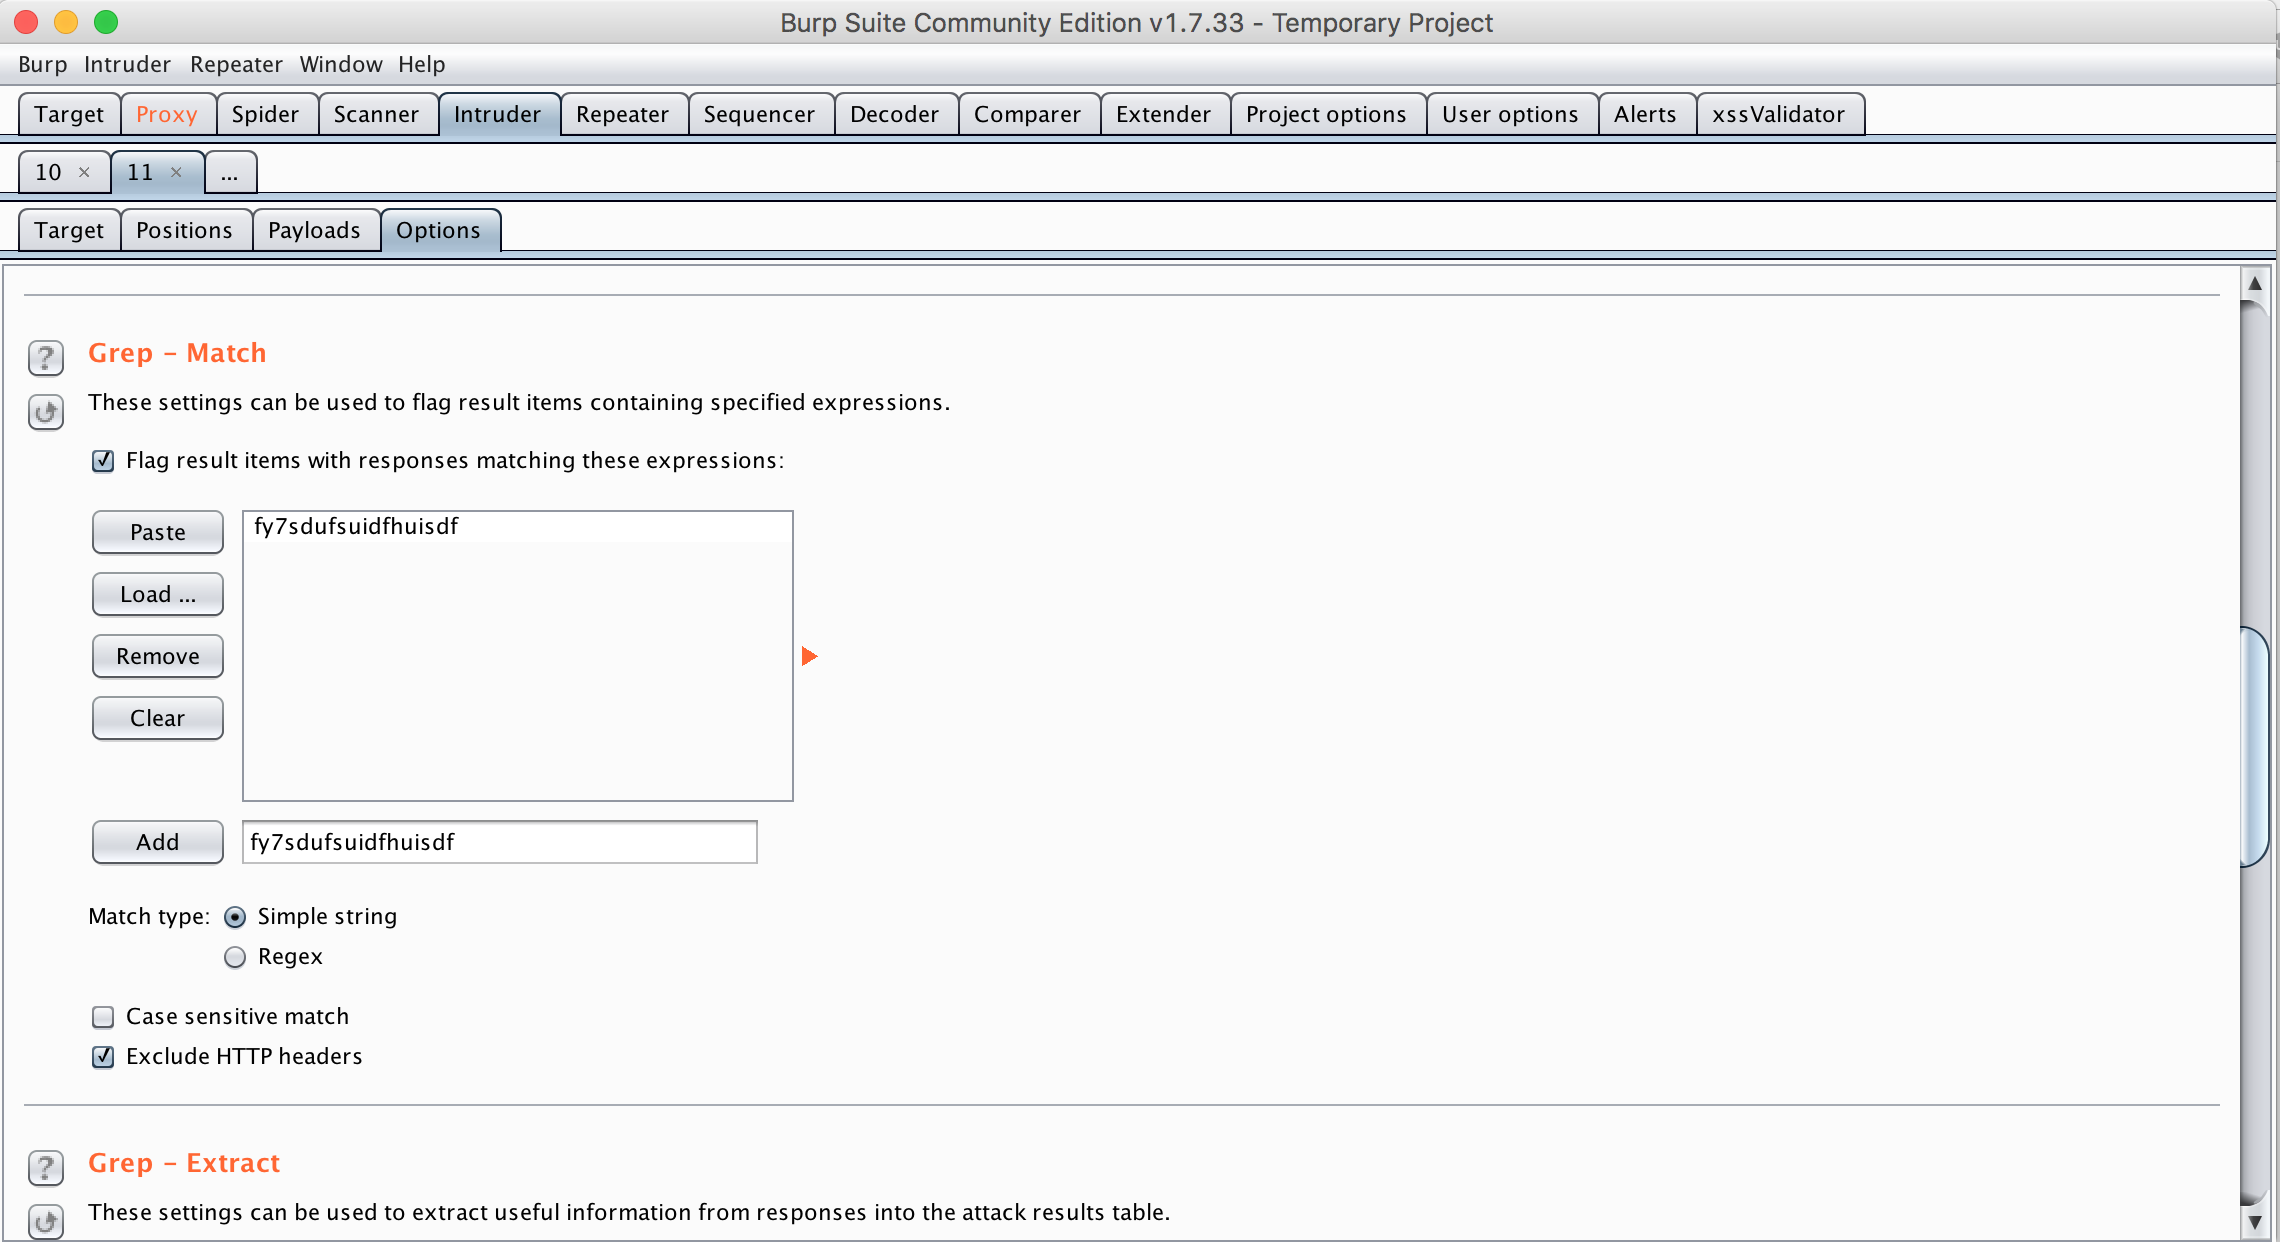 Burp Suite Community Edition v1.7.33 - Temporary Project
Burp Intruder Repeater Window Help
Target Proxy Spider Scanner Intruder Repeater Sequencer Decoder Comparer Extender Project options User options Alerts xssValidator
10 × 11 × ...
Target Positions Payloads Options
? Grep – Match
These settings can be used to flag result items containing specified expressions.
Flag result items with responses matching these expressions:
Paste fy7sdufsuidfhuisdf
Load ...
Remove
Clear
Add fy7sdufsuidfhuisdf
Match type: Simple string
Regex
Case sensitive match
Exclude HTTP headers
? Grep – Extract
These settings can be used to extract useful information from responses into the attack results table.